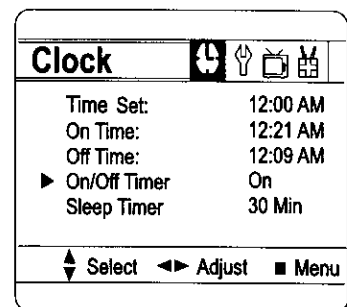 Clock
Time Set: 12:00 AM
On Time: 12:21 AM
Off Time: 12:09 AM
On/Off Timer On
Sleep Timer 30 Min
Select Adjust Menu